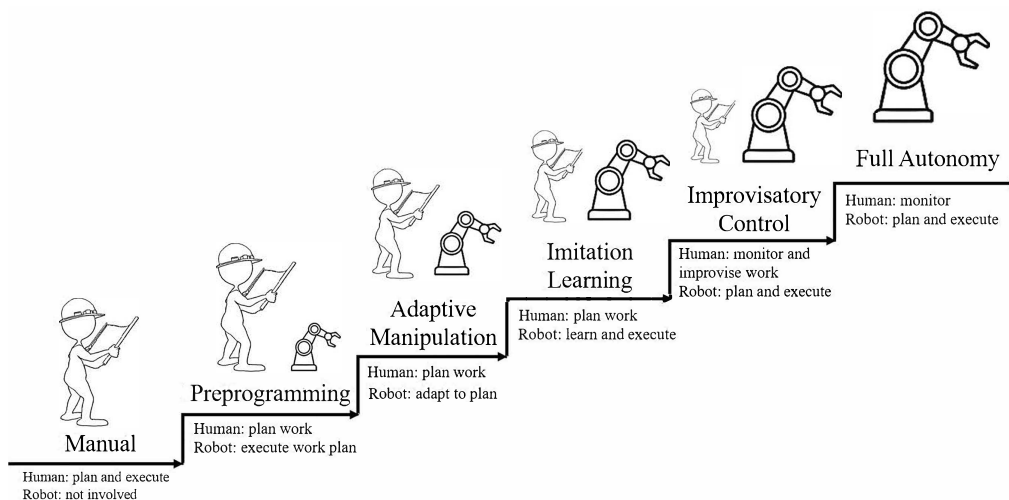 Manual
Human: plan and execute
Robot: not involved
Preprogramming
Human: plan work
Robot: execute work plan
Adaptive
Manipulation
Human: plan work
Robot: adapt to plan
Imitation
Learning
Human: plan work
Robot: learn and execute
Improvisatory
Control
Human: monitor and
improvise work
Robot: plan and execute
Full Autonomy
Human: monitor
Robot: plan and execute